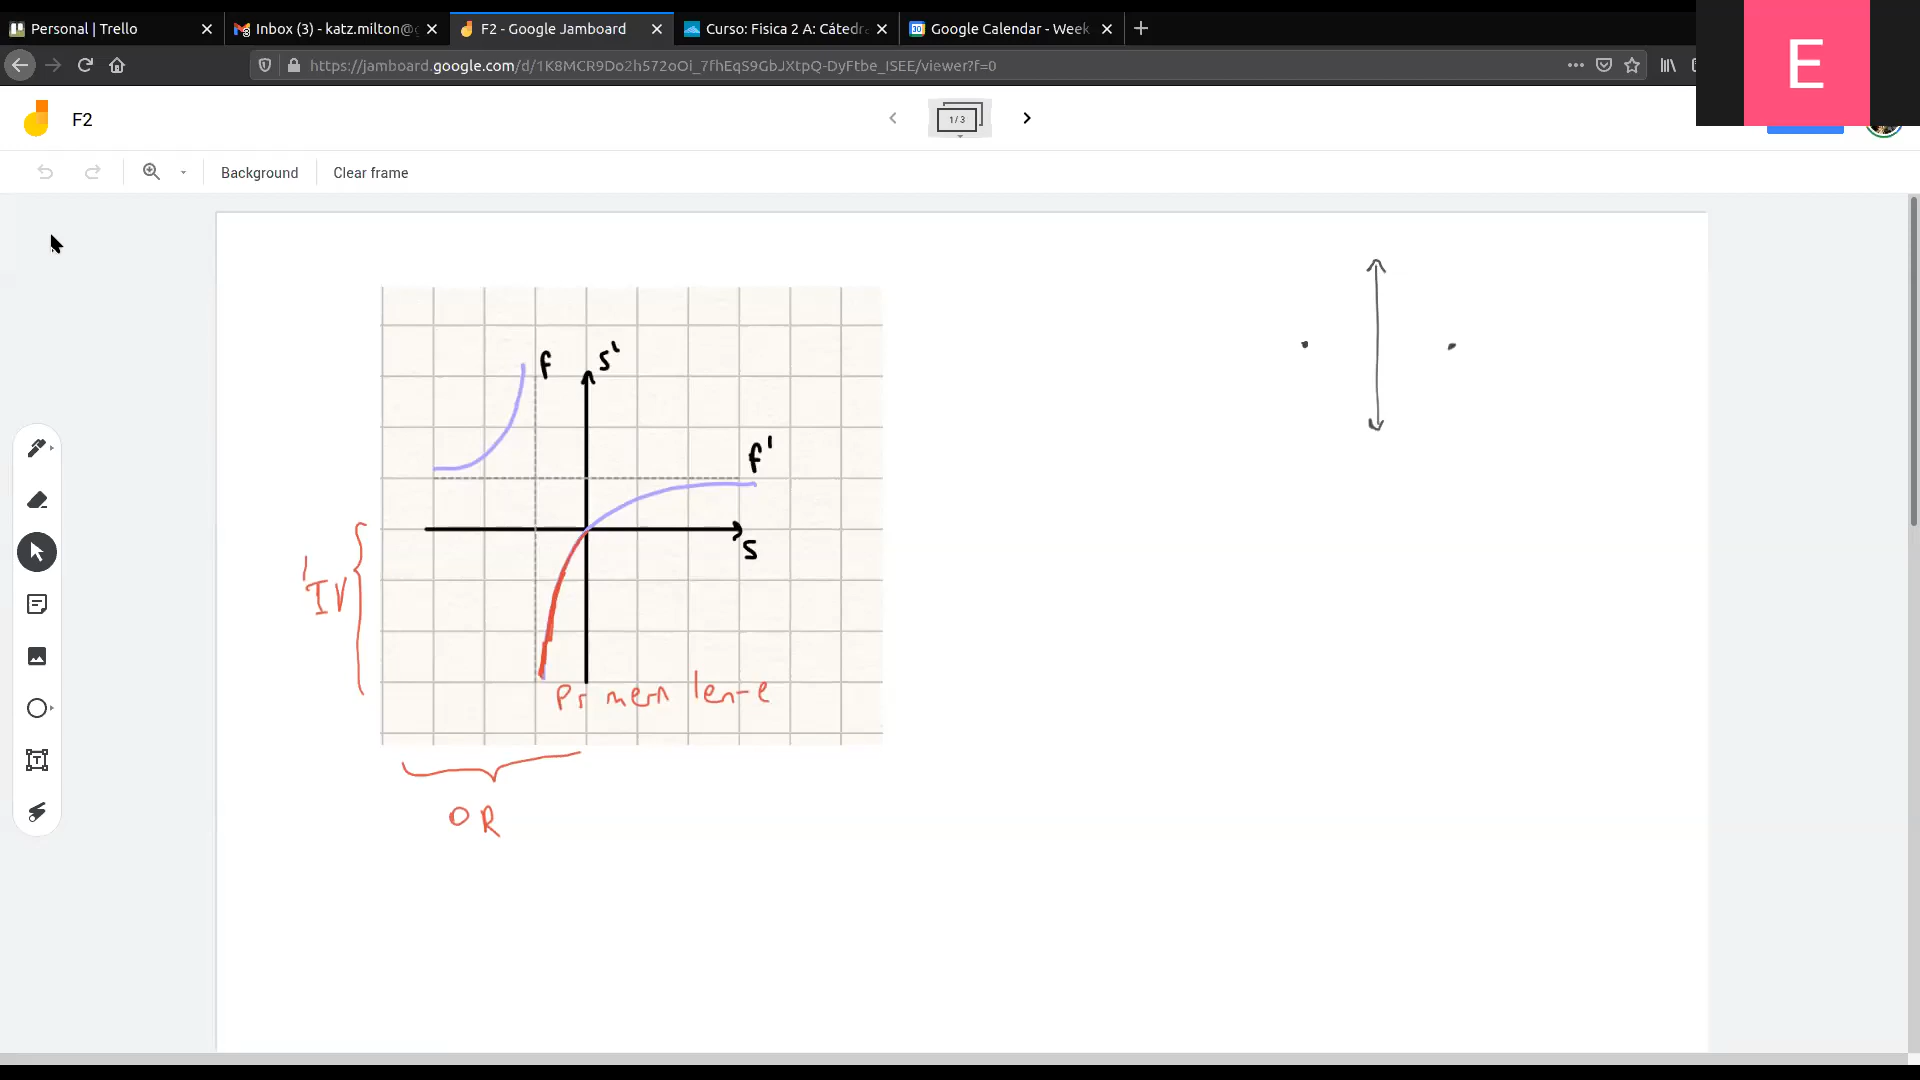 Personal | Trello
Inbox (3) - katz.milton@g
F2 - Google Jamboard
Curso: Fisica 2 A: Cátedra
Google Calendar - Week
https://jamboard.google.com/d/1K8MCR9Do2h572oOi_7fhEqS9GbJXtpQ-DyFtbe_ISEE/viewer?f=0
E
F2
1/3
Background
Clear frame
f
s'
f'
s
IV
Primera lente
OR